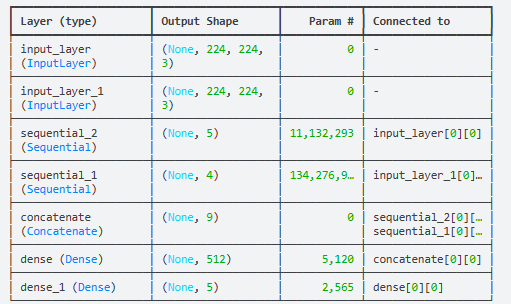 Layer (type) Output Shape Param # Connected to
input_layer (None, 224, 224, 0 -
(InputLayer) 3)
input_layer_1 (None, 224, 224, 0 -
(InputLayer) 3)
sequential_2 (None, 5) 11,132,293 input_layer[0][0]
(Sequential)
sequential_1 (None, 4) 134,276,9… input_layer_1[0]…
(Sequential)
concatenate (None, 9) 0 sequential_2[0][…
(Concatenate) sequential_1[0][…
dense (Dense) (None, 512) 5,120 concatenate[0][0]
dense_1 (Dense) (None, 5) 2,565 dense[0][0]